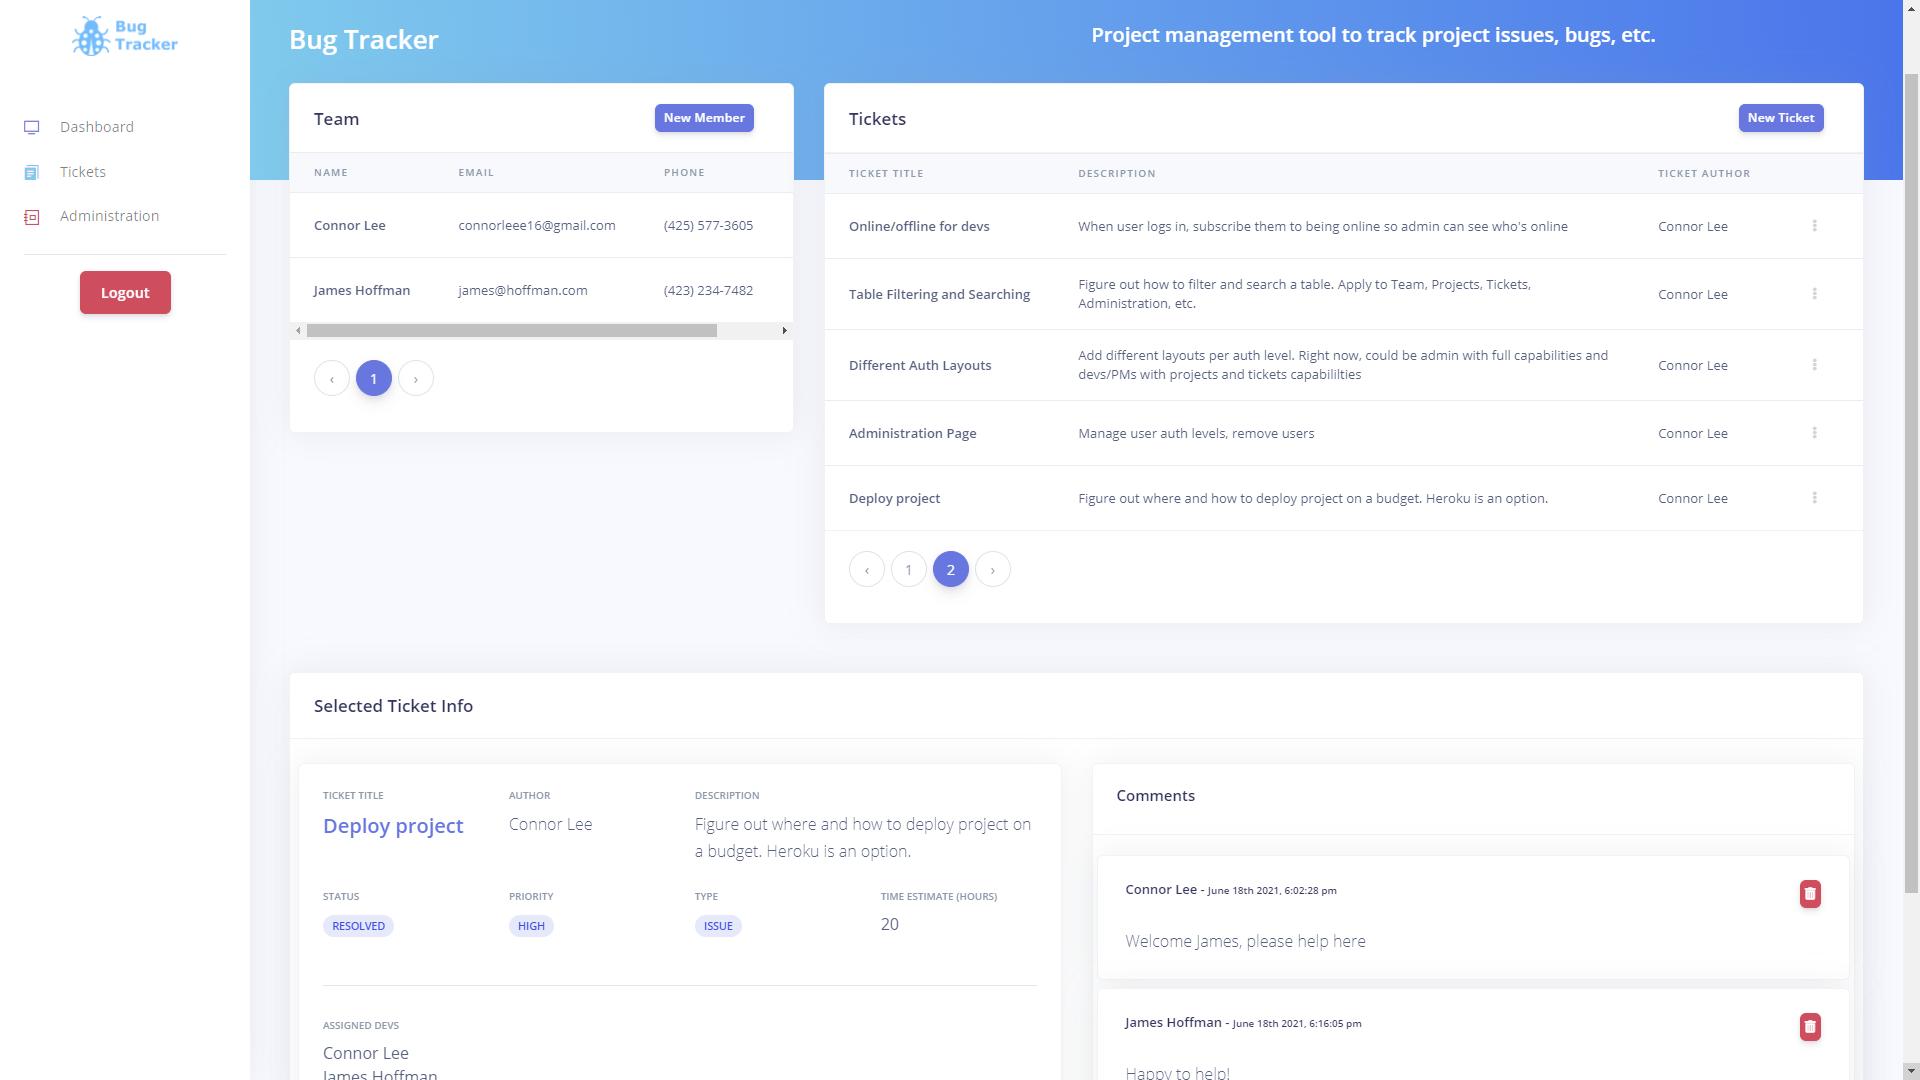 Bug
Tracker
Dashboard
Tickets
Administration
Logout
Bug Tracker
Project management tool to track project issues, bugs, etc.
Team
New Member
NAME EMAIL PHONE
Connor Lee connorleee16@gmail.com (425) 577-3605
James Hoffman james@hoffman.com (423) 234-7482
‹ 1 ›
Tickets
New Ticket
TICKET TITLE DESCRIPTION TICKET AUTHOR
Online/offline for devs When user logs in, subscribe them to being online so admin can see who's online Connor Lee
Table Filtering and Searching Figure out how to filter and search a table. Apply to Team, Projects, Tickets, Connor Lee
Administration, etc.
Different Auth Layouts Add different layouts per auth level. Right now, could be admin with full capabilities and Connor Lee
devs/PMs with projects and tickets capabililties
Administration Page Manage user auth levels, remove users Connor Lee
Deploy project Figure out where and how to deploy project on a budget. Heroku is an option. Connor Lee
‹ 1 2 ›
Selected Ticket Info
TICKET TITLE AUTHOR DESCRIPTION
Deploy project Connor Lee Figure out where and how to deploy project on
a budget. Heroku is an option.
STATUS PRIORITY TYPE TIME ESTIMATE (HOURS)
RESOLVED HIGH ISSUE 20
ASSIGNED DEVS
Connor Lee
James Hoffman
Comments
Connor Lee - June 18th 2021, 6:02:28 pm
Welcome James, please help here
James Hoffman - June 18th 2021, 6:16:05 pm
Happy to help!